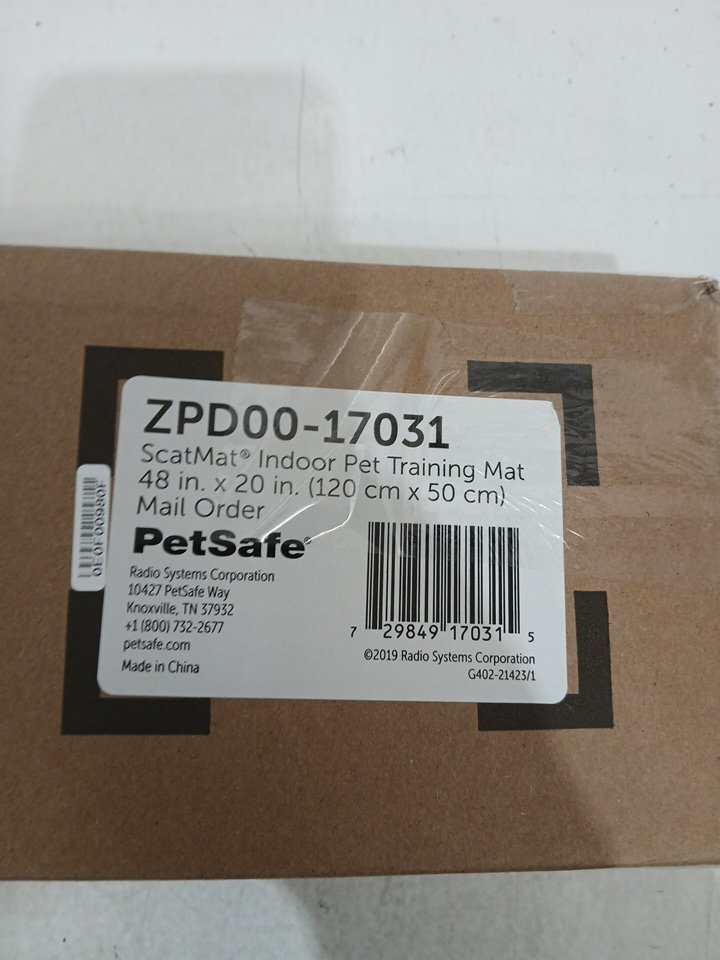 ZPD00-17031
ScatMat® Indoor Pet Training Mat
48 in. x 20 in. (120 cm x 50 cm)
Mail Order
PetSafe®
Radio Systems Corporation
10427 PetSafe Way
Knoxville, TN 37932
+1 (800) 732-2677
petsafe.com
Made in China
7 29849 17031 5
©2019 Radio Systems Corporation
G402-21423/1
0E0F00980F